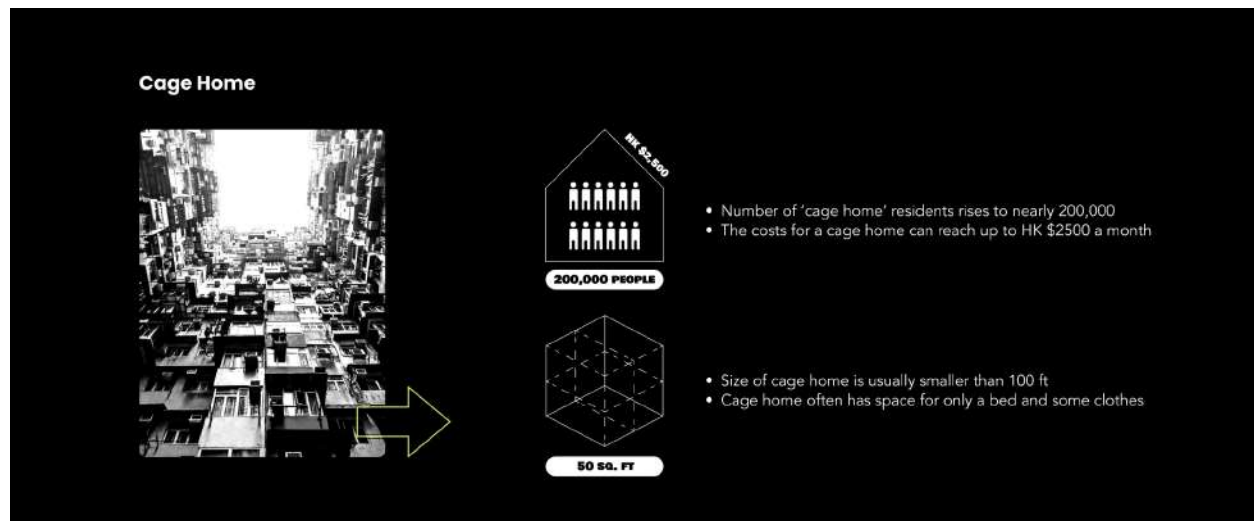 Cage Home
HK $2,500
200,000 PEOPLE
• Number of ‘cage home’ residents rises to nearly 200,000
• The costs for a cage home can reach up to HK $2500 a month
50 SQ. FT
• Size of cage home is usually smaller than 100 ft
• Cage home often has space for only a bed and some clothes